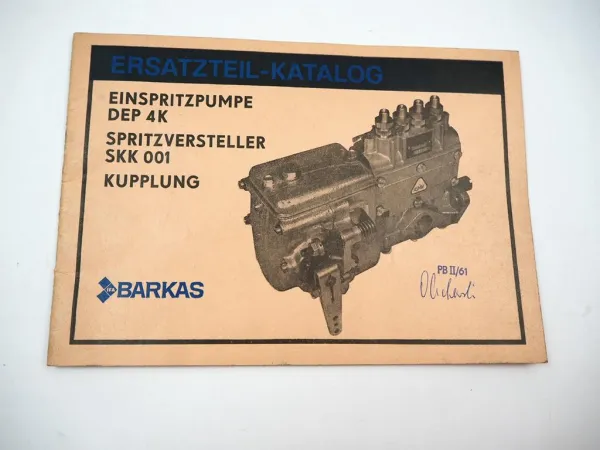 ERSATZTEIL-KATALOG
EINSPRITZPUMPE
DEP 4K
SPRITZVERSTELLER
SKK 001
KUPPLUNG
BARKAS
PB II/61